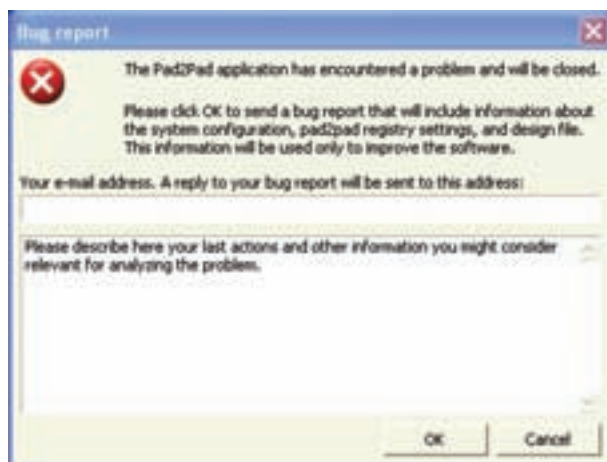 Bug report
The Pad2Pad application has encountered a problem and will be closed.
Please click OK to send a bug report that will include information about
the system configuration, pad2pad registry settings, and design file.
This information will be used only to improve the software.
Your e-mail address. A reply to your bug report will be sent to this address:
Please describe here your last actions and other information you might consider
relevant for analyzing the problem.
OK
Cancel